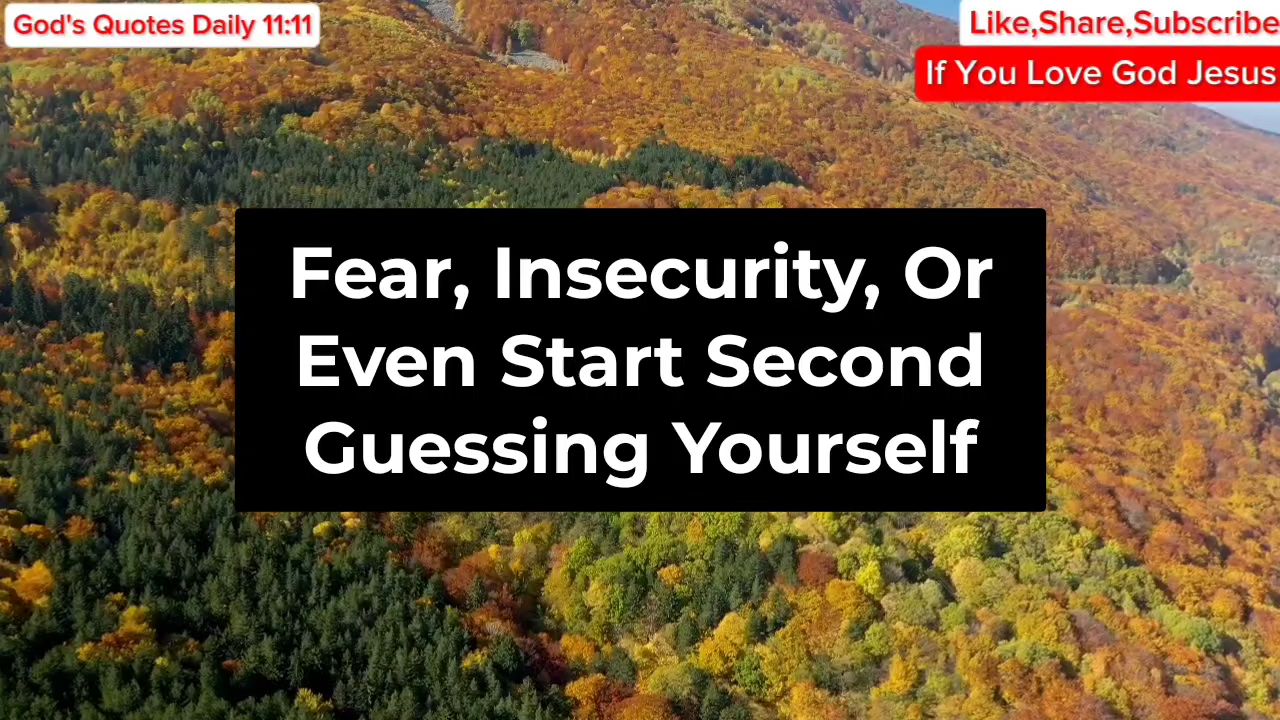 God's Quotes Daily 11:11
Like,Share,Subscribe
If You Love God Jesus
Fear, Insecurity, Or
Even Start Second
Guessing Yourself